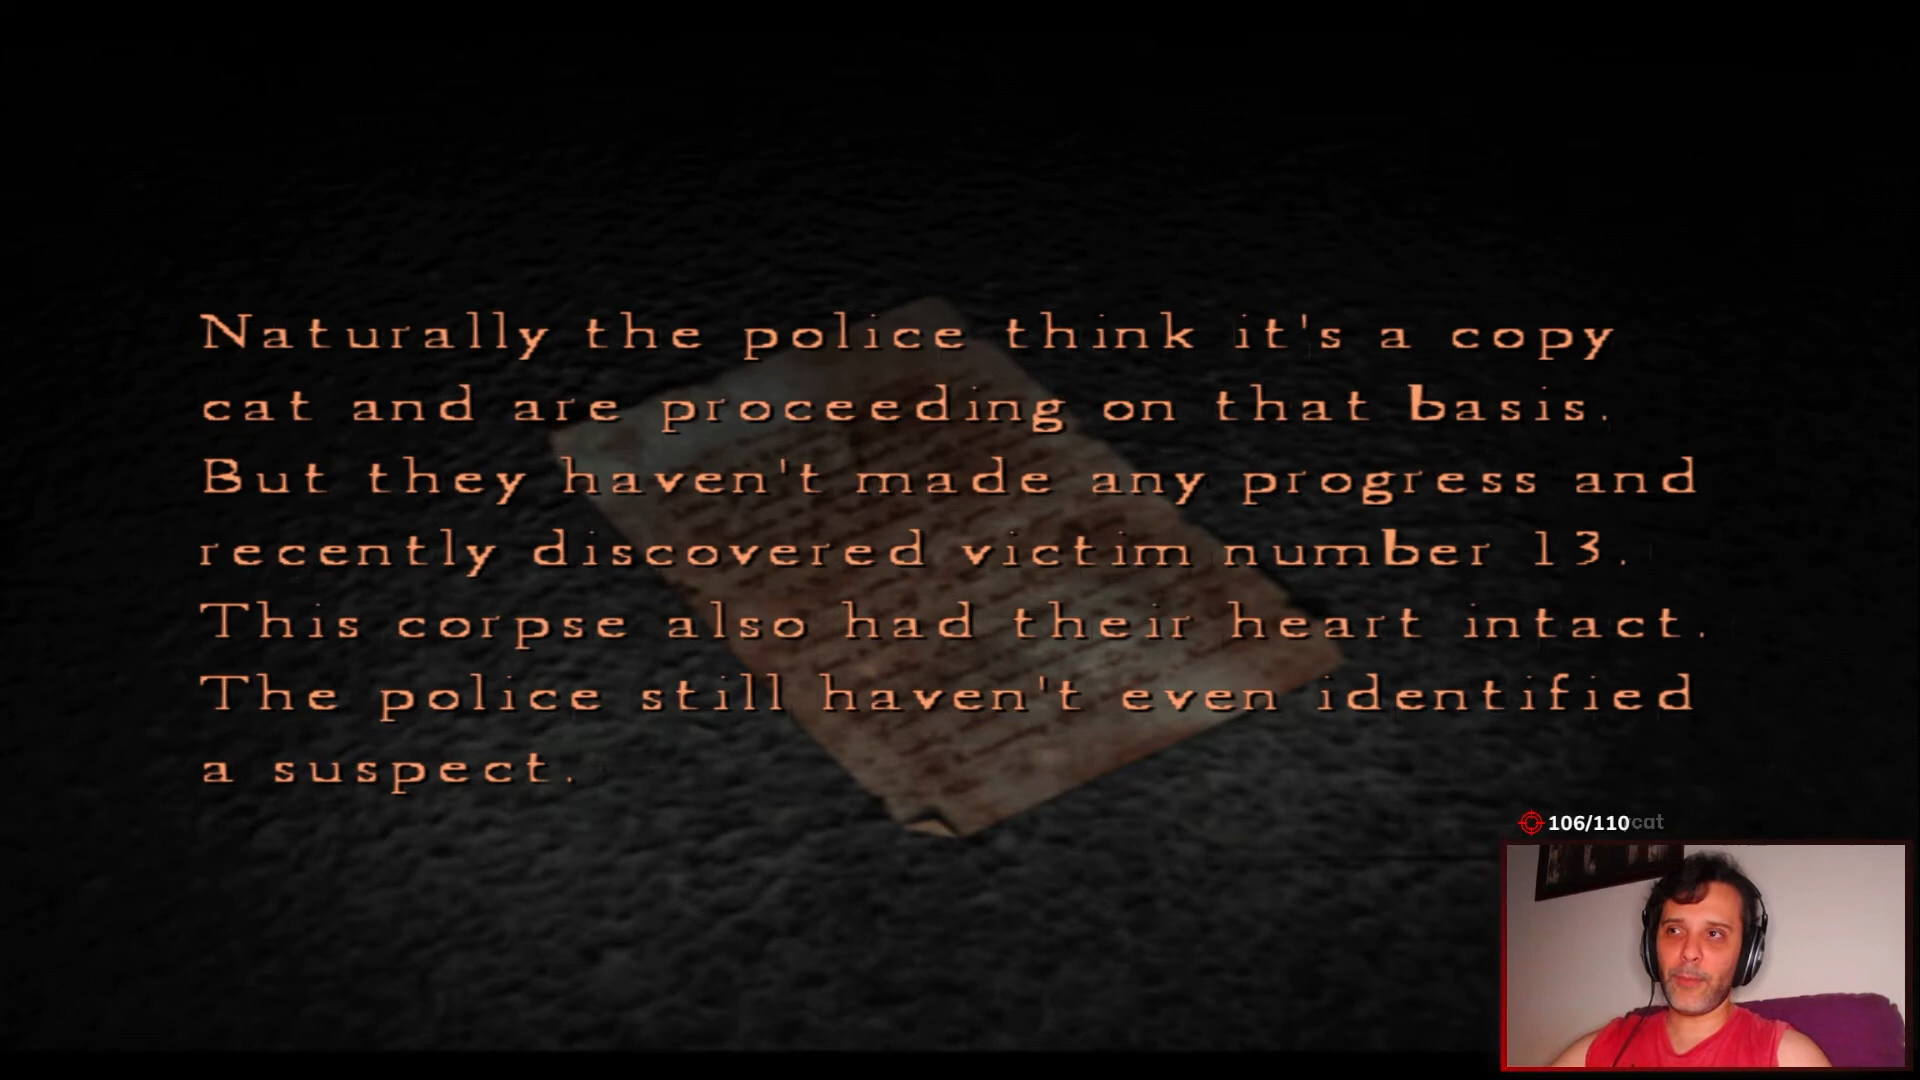 Naturally the police think it's a copy
cat and are proceeding on that basis.
But they haven't made any progress and
recently discovered victim number 13.
This corpse also had their heart intact.
The police still haven't even identified
a suspect.
106/110
cat